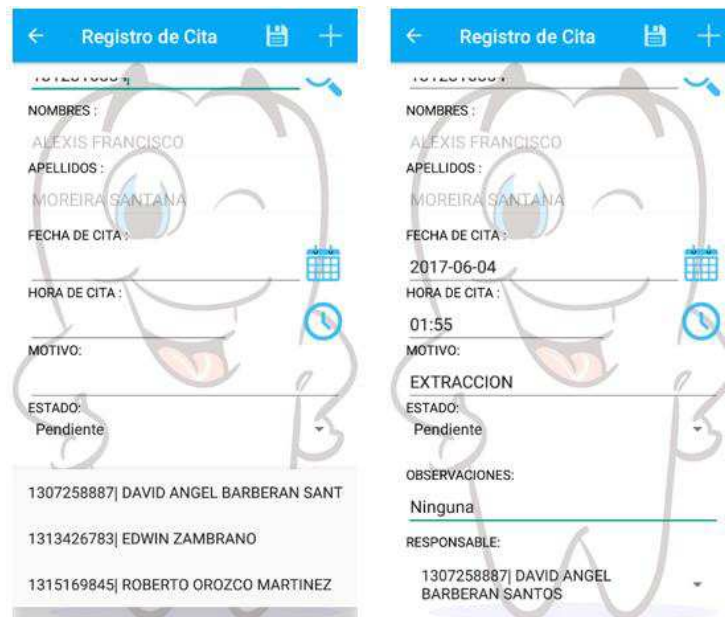 Registro de Cita
NOMBRES :
ALEXIS FRANCISCO
APELLIDOS :
MOREIRA SANTANA
FECHA DE CITA :
HORA DE CITA :
MOTIVO:
ESTADO:
Pendiente
1307258887| DAVID ANGEL BARBERAN SANT
1313426783| EDWIN ZAMBRANO
1315169845| ROBERTO OROZCO MARTINEZ
Registro de Cita
NOMBRES :
ALEXIS FRANCISCO
APELLIDOS :
MOREIRA SANTANA
FECHA DE CITA :
2017-06-04
HORA DE CITA :
01:55
MOTIVO:
EXTRACCION
ESTADO:
Pendiente
OBSERVACIONES:
Ninguna
RESPONSABLE:
1307258887| DAVID ANGEL
BARBERAN SANTOS